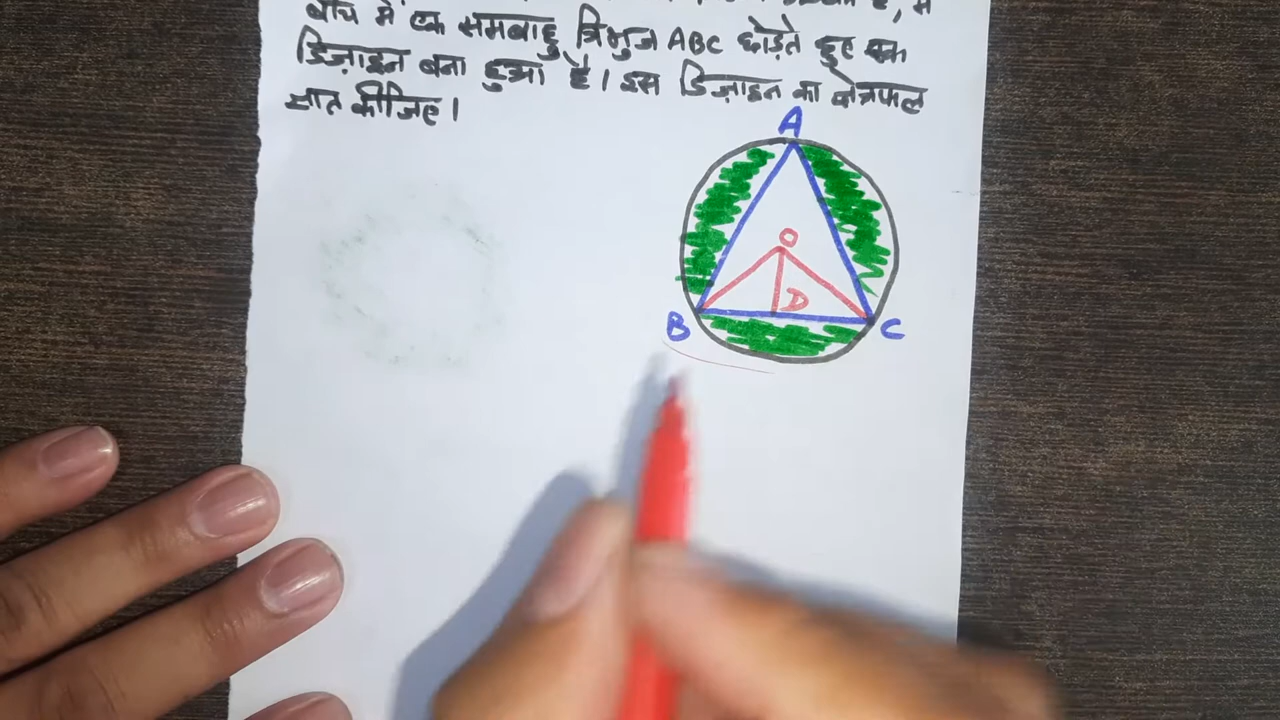 बीच में एक समबाहु त्रिभुज ABC छोड़ते हुए एक
डिज़ाइन बना हुआ है। इस डिज़ाइन का क्षेत्रफल
ज्ञात कीजिए।
A
O
D
B
C